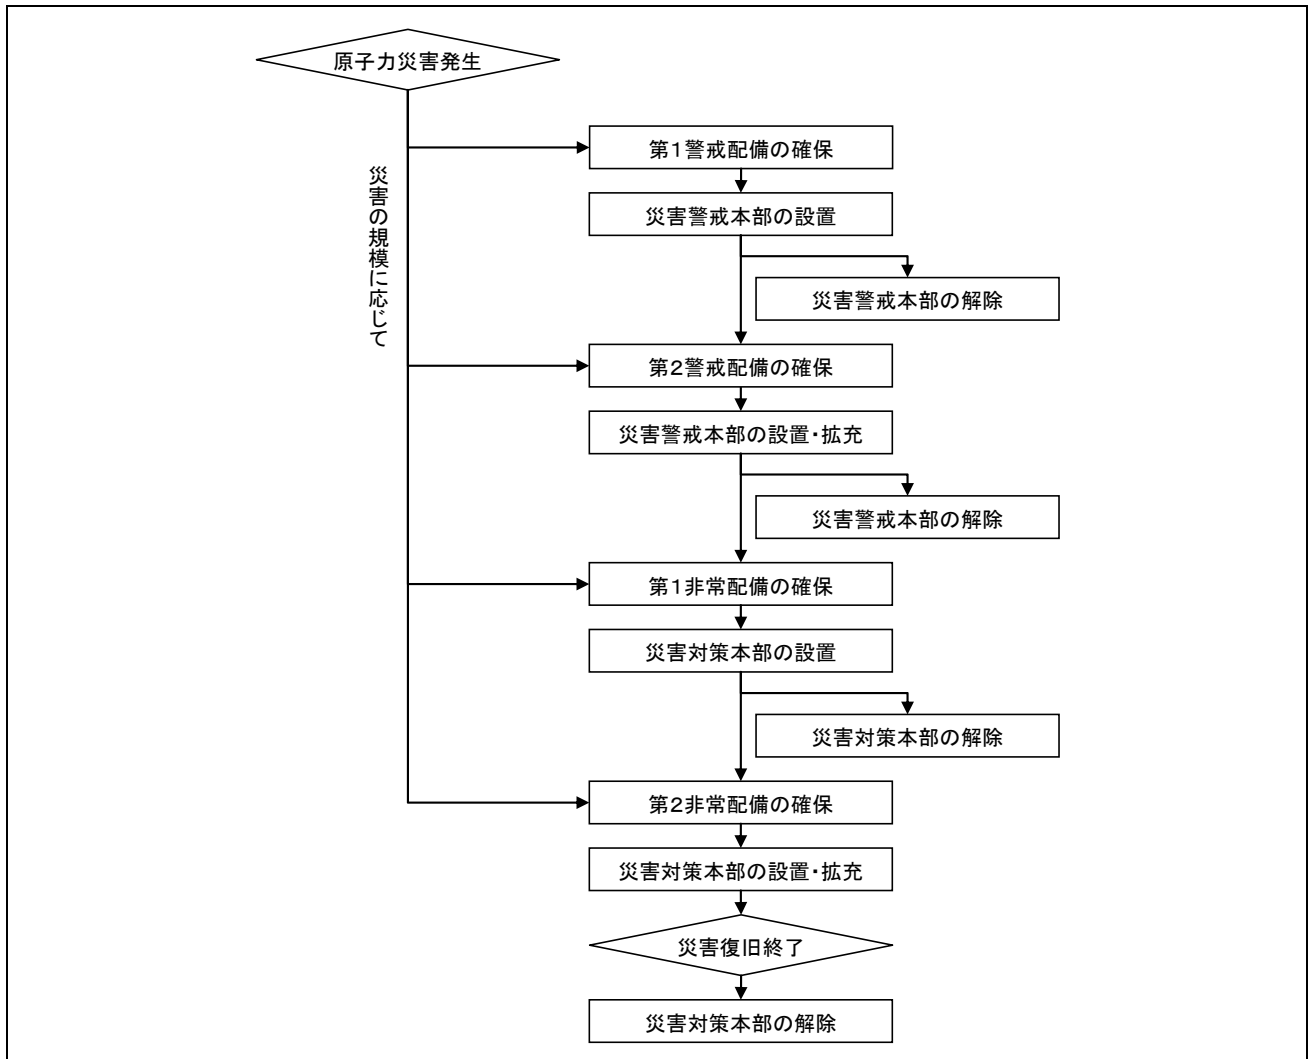 原子力災害発生
災害の規模に応じて
第1警戒配備の確保
災害警戒本部の設置
災害警戒本部の解除
第2警戒配備の確保
災害警戒本部の設置・拡充
災害警戒本部の解除
第1非常配備の確保
災害対策本部の設置
災害対策本部の解除
第2非常配備の確保
災害対策本部の設置・拡充
災害復旧終了
災害対策本部の解除